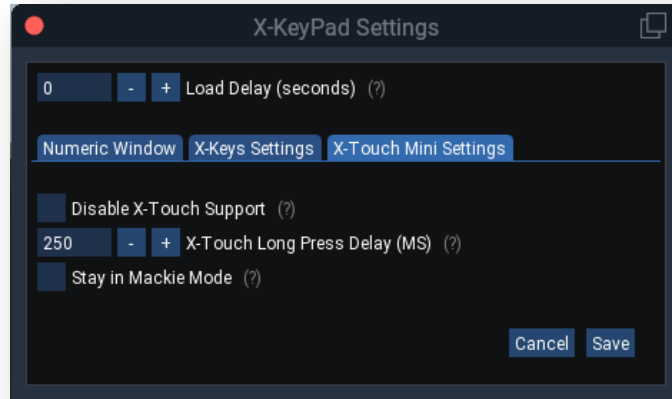 X-KeyPad Settings
0 - + Load Delay (seconds) (?)
Numeric Window X-Keys Settings X-Touch Mini Settings
Disable X-Touch Support (?)
250 - + X-Touch Long Press Delay (MS) (?)
Stay in Mackie Mode (?)
Cancel Save